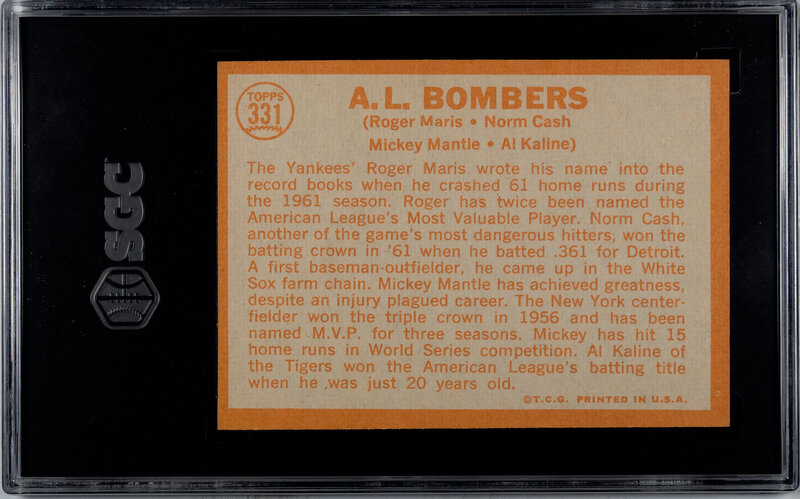 SGC
TOPPS
331
A.L. BOMBERS
(Roger Maris • Norm Cash
Mickey Mantle • Al Kaline)
The Yankees' Roger Maris wrote his name into the
record books when he crashed 61 home runs during
the 1961 season. Roger has twice been named the
American League's Most Valuable Player. Norm Cash,
another of the game's most dangerous hitters, won the
batting crown in '61 when he batted .361 for Detroit.
A first baseman-outfielder, he came up in the White
Sox farm chain. Mickey Mantle has achieved greatness,
despite an injury plagued career. The New York center-
fielder won the triple crown in 1956 and has been
named M.V.P. for three seasons. Mickey has hit 15
home runs in World Series competition. Al Kaline of
the Tigers won the American League's batting title
when he was just 20 years old.
©T.C.G. PRINTED IN U.S.A.